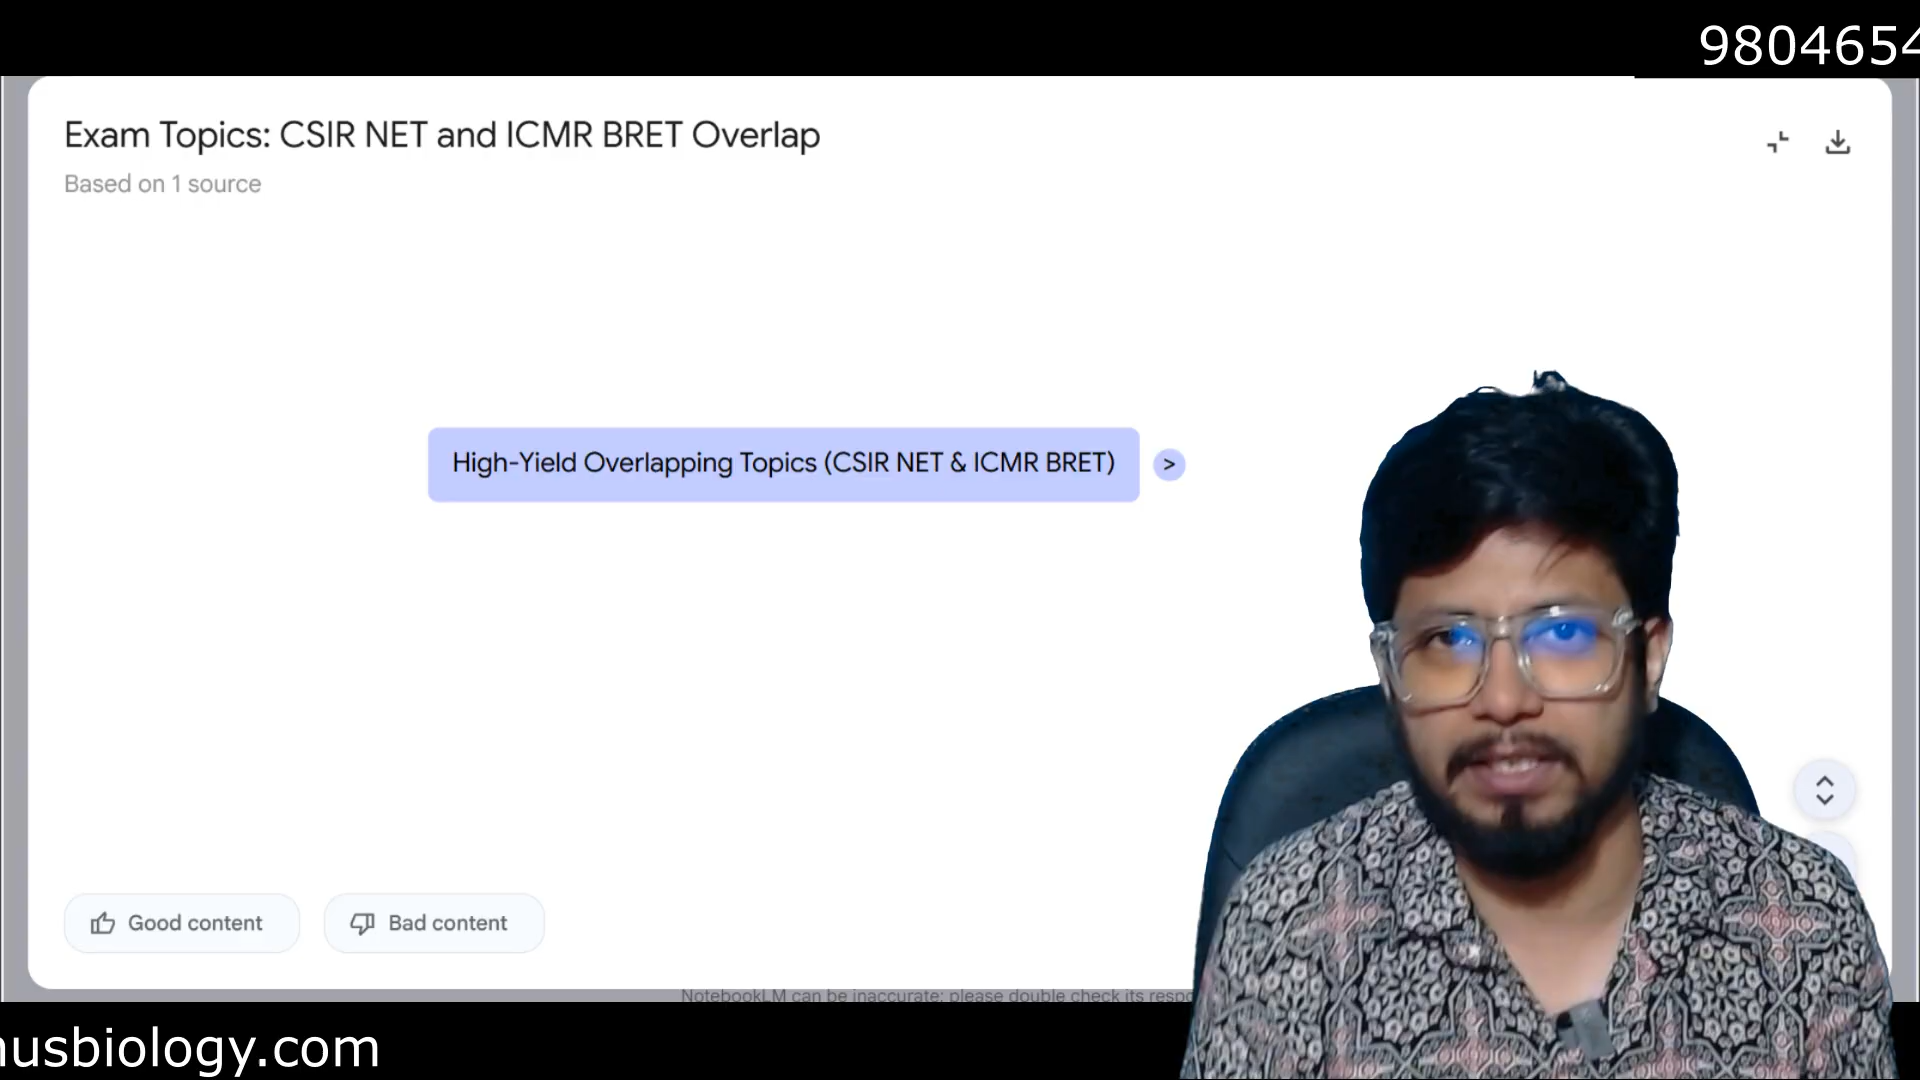 9804654
Exam Topics: CSIR NET and ICMR BRET Overlap
Based on 1 source
High-Yield Overlapping Topics (CSIR NET & ICMR BRET) >
Good content
Bad content
NotebookLM can be inaccurate; please double check its
usbiology.com